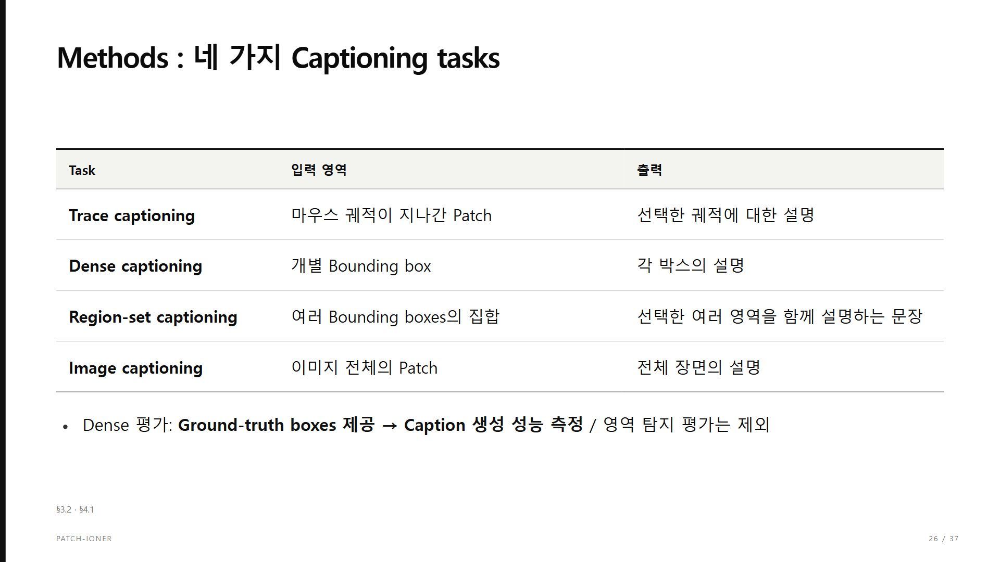 Methods : 네 가지 Captioning tasks
Task 입력 영역 출력
Trace captioning 마우스 궤적이 지나간 Patch 선택한 궤적에 대한 설명
Dense captioning 개별 Bounding box 각 박스의 설명
Region-set captioning 여러 Bounding boxes의 집합 선택한 여러 영역을 함께 설명하는 문장
Image captioning 이미지 전체의 Patch 전체 장면의 설명
• Dense 평가: Ground-truth boxes 제공 → Caption 생성 성능 측정 / 영역 탐지 평가는 제외
§3.2 · §4.1
PATCH-IONER 26 / 37